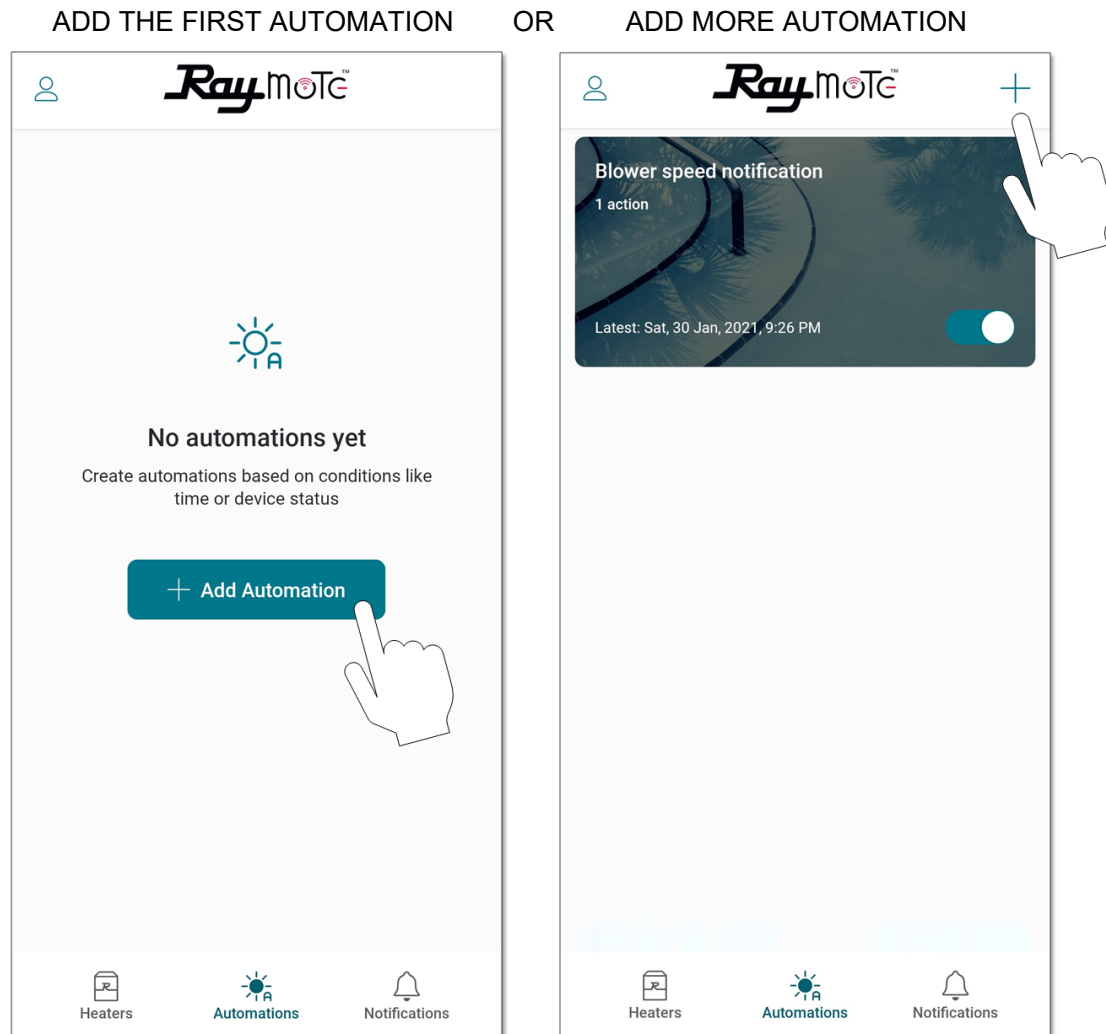 ADD THE FIRST AUTOMATION OR ADD MORE AUTOMATION
RaymoTe™
No automations yet
Create automations based on conditions like
time or device status
+ Add Automation
Heaters Automations Notifications
RaymoTe™
Blower speed notification
1 action
Latest: Sat, 30 Jan, 2021, 9:26 PM
Heaters Automations Notifications